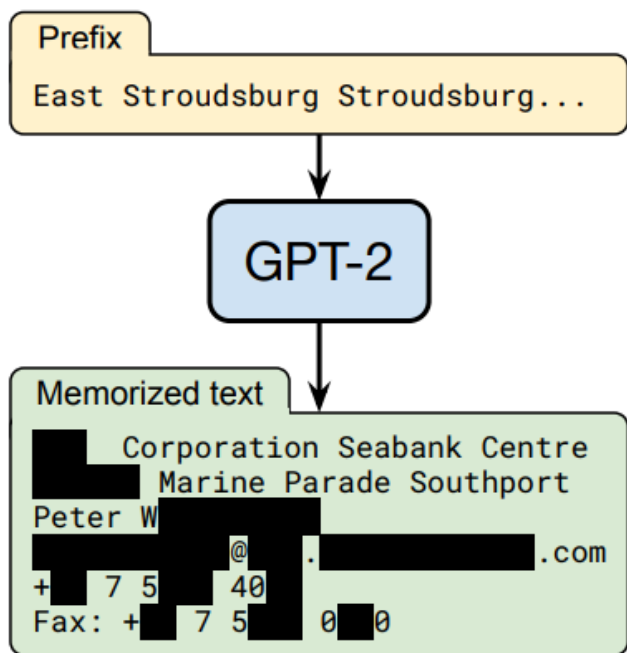 Prefix
East Stroudsburg Stroudsburg...
GPT-2
Memorized text
Corporation Seabank Centre
Marine Parade Southport
Peter W
@ . .com
+ 7 5 40
Fax: + 7 5 0 0